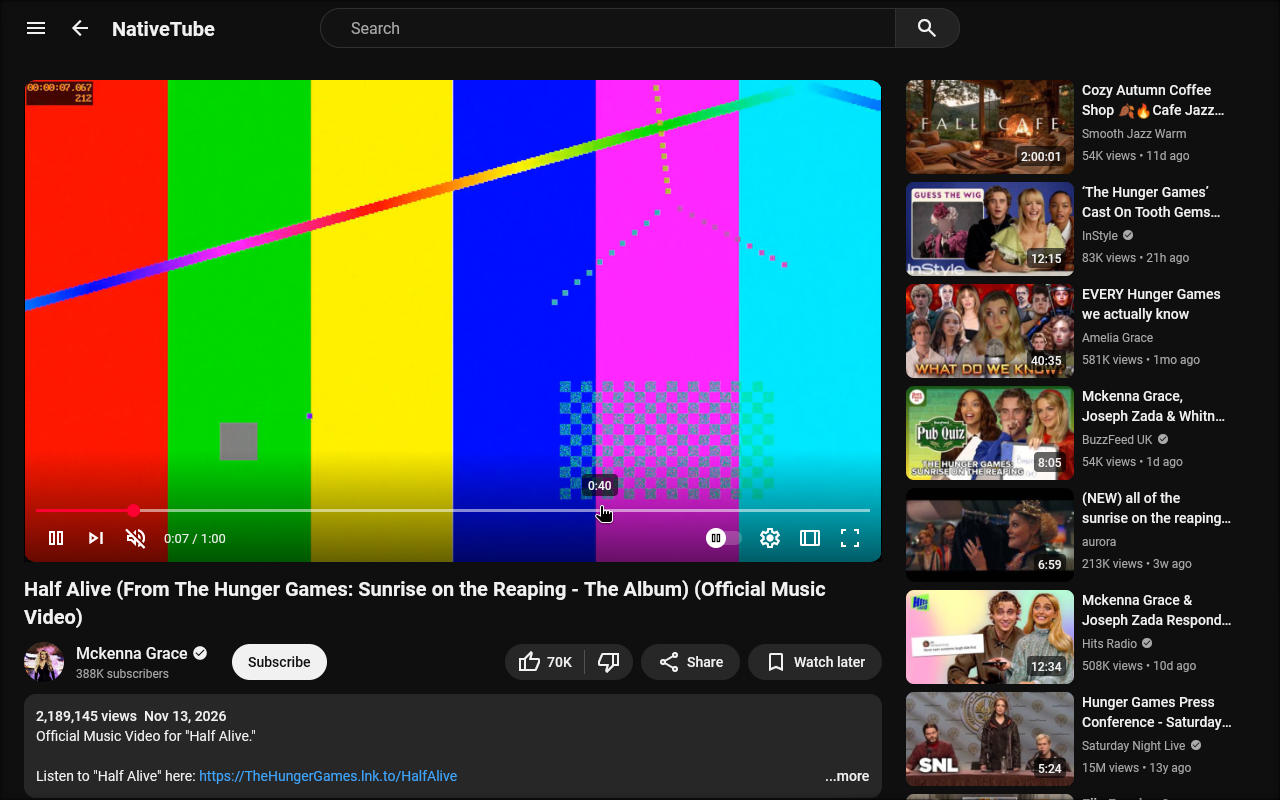 NativeTube
Search
00:00:07.067
212
0:40
0:07 / 1:00
Half Alive (From The Hunger Games: Sunrise on the Reaping - The Album) (Official Music
Video)
Mckenna Grace
388K subscribers
Subscribe
70K
Share
Watch later
2,189,145 views Nov 13, 2026
Official Music Video for "Half Alive."
Listen to "Half Alive" here: https://TheHungerGames.lnk.to/HalfAlive
...more
FALL CAFE
2:00:01
Cozy Autumn Coffee
Shop 🍂🔥Cafe Jazz...
Smooth Jazz Warm
54K views • 11d ago
GUESS THE WIG
InStyle
12:15
‘The Hunger Games’
Cast On Tooth Gems...
InStyle
83K views • 21h ago
WHAT DO WE KNOW?
40:35
EVERY Hunger Games
we actually know
Amelia Grace
581K views • 1mo ago
Pub Quiz
THE HUNGER GAMES:
SUNRISE ON THE REAPING
8:05
Mckenna Grace,
Joseph Zada & Whitn...
BuzzFeed UK
54K views • 1d ago
6:59
(NEW) all of the
sunrise on the reaping...
aurora
213K views • 3w ago
Hits
12:34
Mckenna Grace &
Joseph Zada Respond...
Hits Radio
508K views • 10d ago
SNL
5:24
Hunger Games Press
Conference - Saturday...
Saturday Night Live
15M views • 13y ago